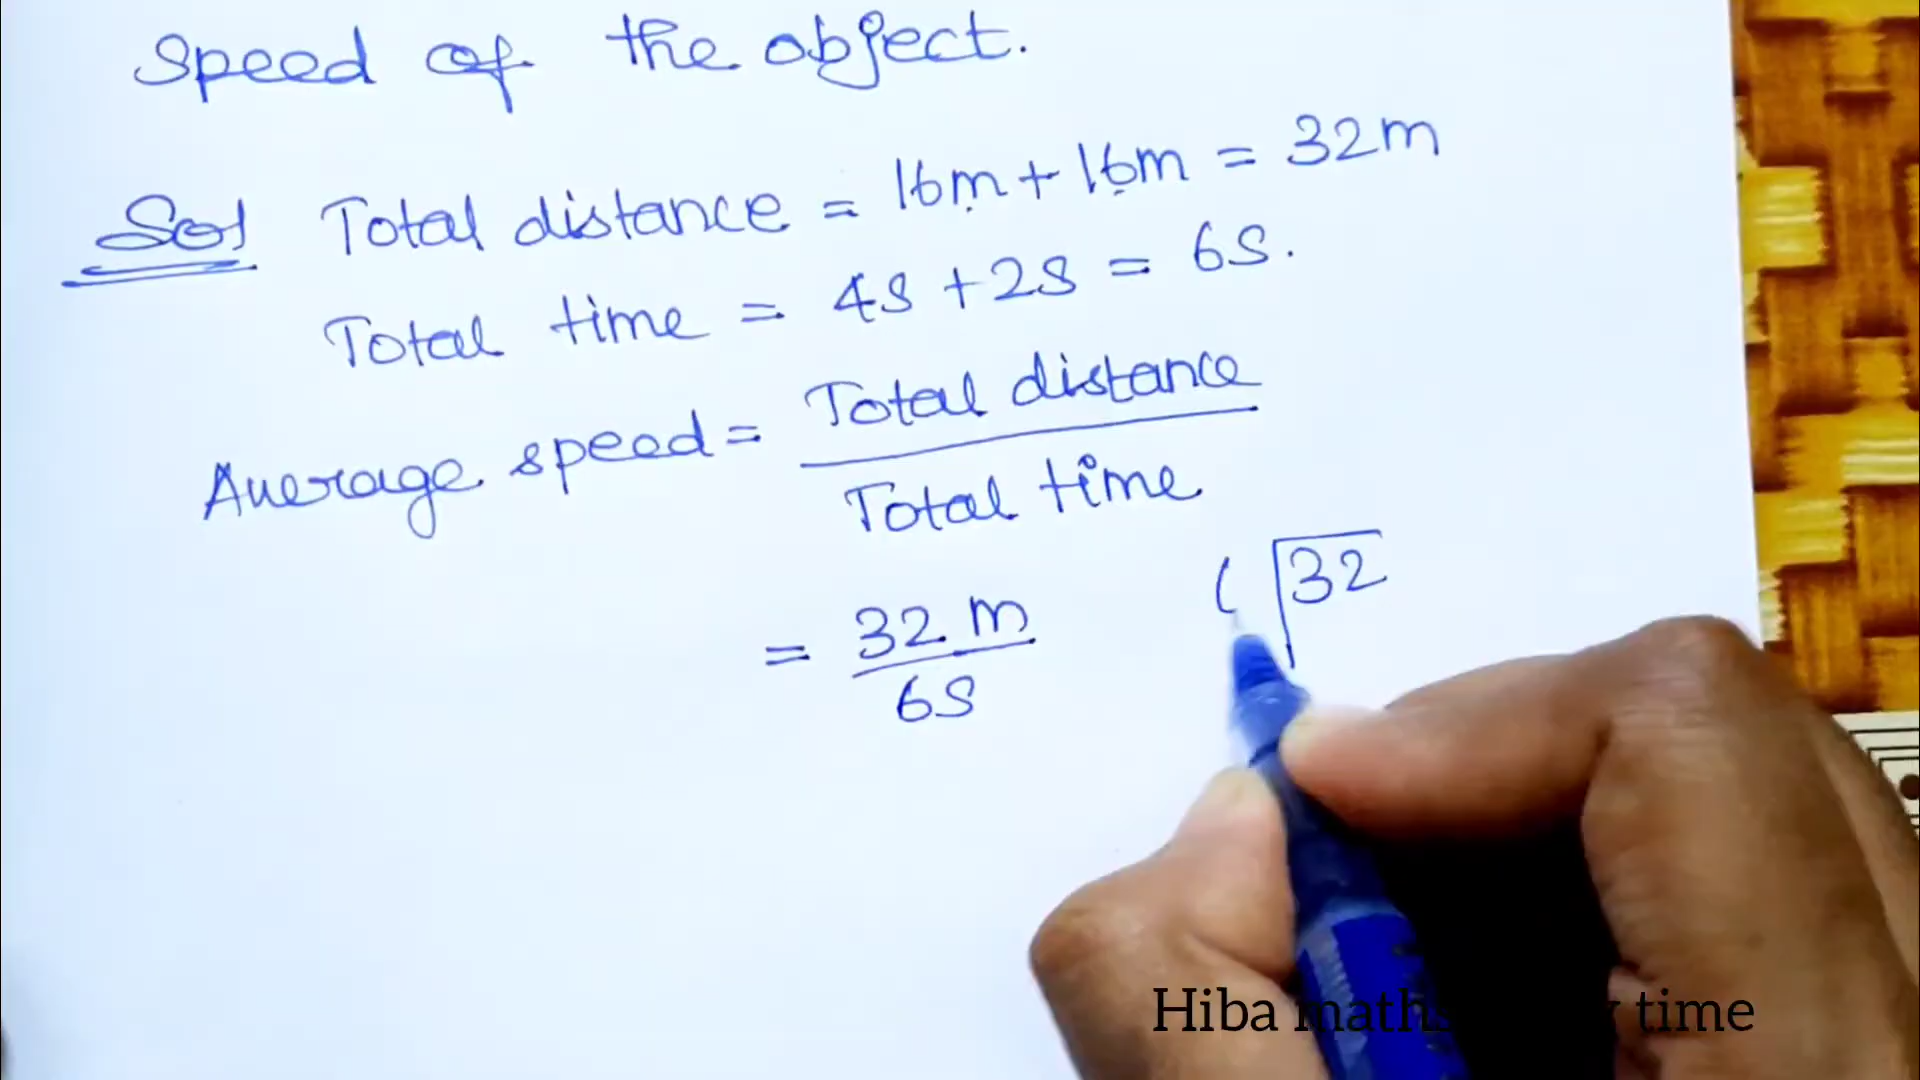 Speed of the object.
Sol Total distance = 16m + 16m = 32m
Total time = 4s + 2s = 6s.
Average speed = Total distance
Total time
= 32 m
6s
32
Hiba maths time